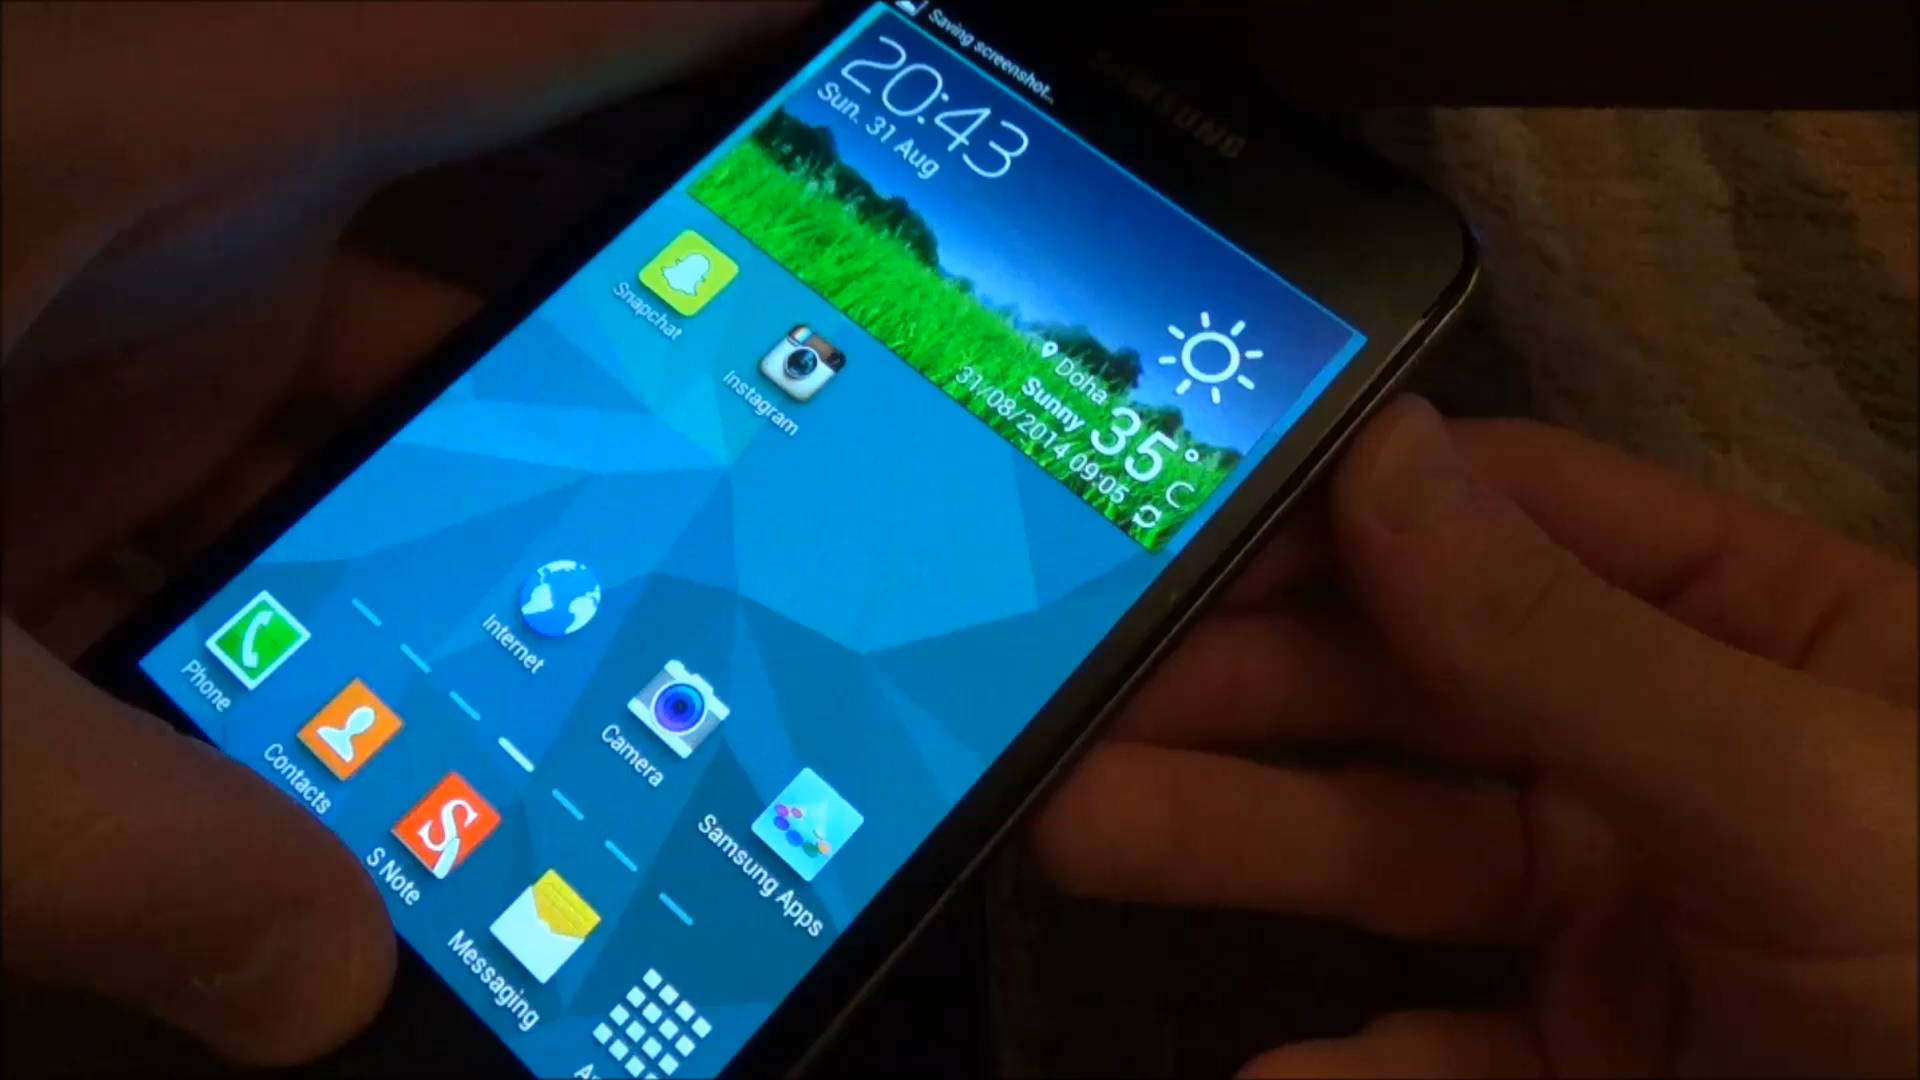 Saving screenshot...
SAMSUNG
20:43
Sun. 31 Aug
Doha
Sunny
35°C
31/08/2014 09:05
Snapchat
Instagram
Internet
Camera
Samsung Apps
Phone
Contacts
S Note
Messaging